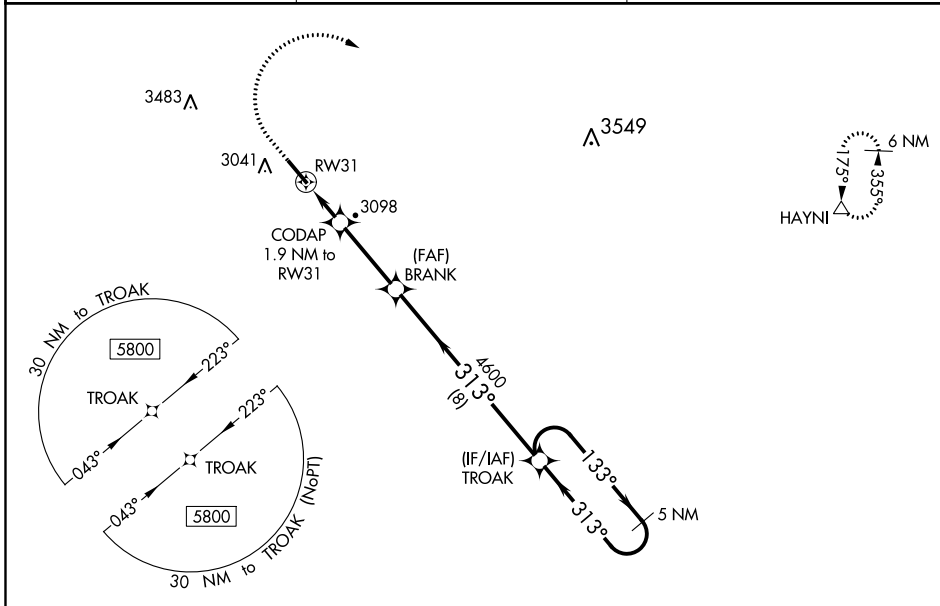 3483
3549
3041
RW31
6 NM
175°
355°
HAYNI
3098
CODAP
1.9 NM to
RW31
(FAF)
BRANK
30 NM to TROAK
5800
223°
TROAK
043°
4600
313°
(8)
223°
TROAK
043°
5800
30 NM to TROAK (NoPT)
(IF/IAF)
TROAK
133°
313°
5 NM